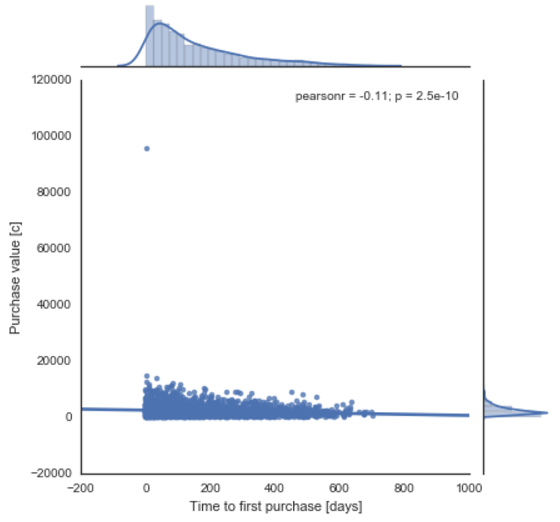 120000
pearsonr = -0.11; p = 2.5e-10
100000
80000
60000
40000
20000
0
−20000
Purchase value [c]
−200 0 200 400 600 800 1000
Time to first purchase [days]